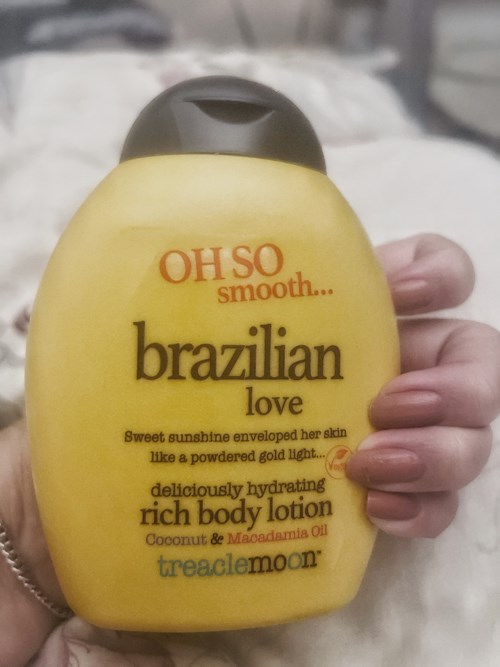 OH SO
smooth...
brazilian
love
Sweet sunshine enveloped her skin
like a powdered gold light...
deliciously hydrating
rich body lotion
Coconut & Macadamia Oil
treaclemoon™